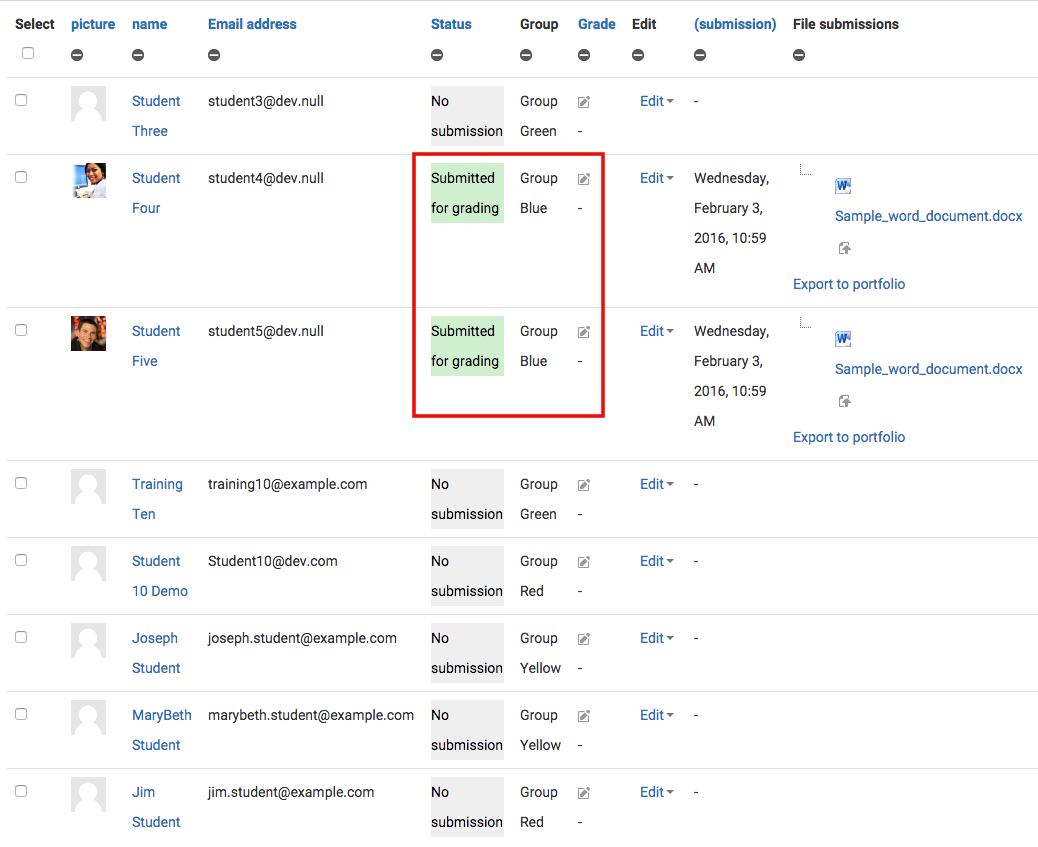 Select picture name Email address Status Group Grade Edit (submission) File submissions
Student student3@dev.null No Group Edit -
Three submission Green -
Student student4@dev.null Submitted Group Edit Wednesday,
Four for grading Blue - February 3,
2016, 10:59
AM
Sample_word_document.docx
Export to portfolio
Student student5@dev.null Submitted Group Edit Wednesday,
Five for grading Blue - February 3,
2016, 10:59
AM
Sample_word_document.docx
Export to portfolio
Training training10@example.com No Group Edit -
Ten submission Green -
Student Student10@dev.com No Group Edit -
10 Demo submission Red -
Joseph joseph.student@example.com No Group Edit -
Student submission Yellow -
MaryBeth marybeth.student@example.com No Group Edit -
Student submission Yellow -
Jim jim.student@example.com No Group Edit -
Student submission Red -